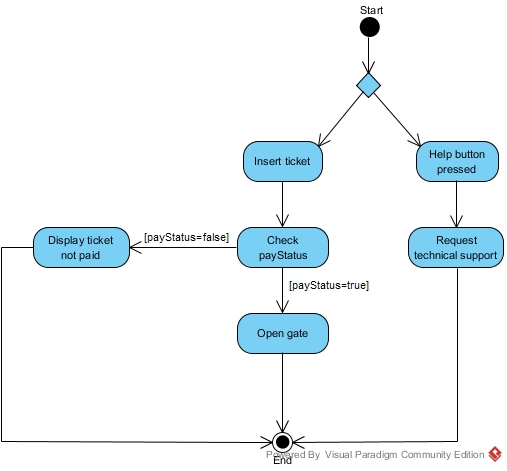 Start
Insert ticket
Help button
pressed
Display ticket
not paid
[payStatus=false]
Check
payStatus
Request
technical support
[payStatus=true]
Open gate
Powered By Visual Paradigm Community Edition
End